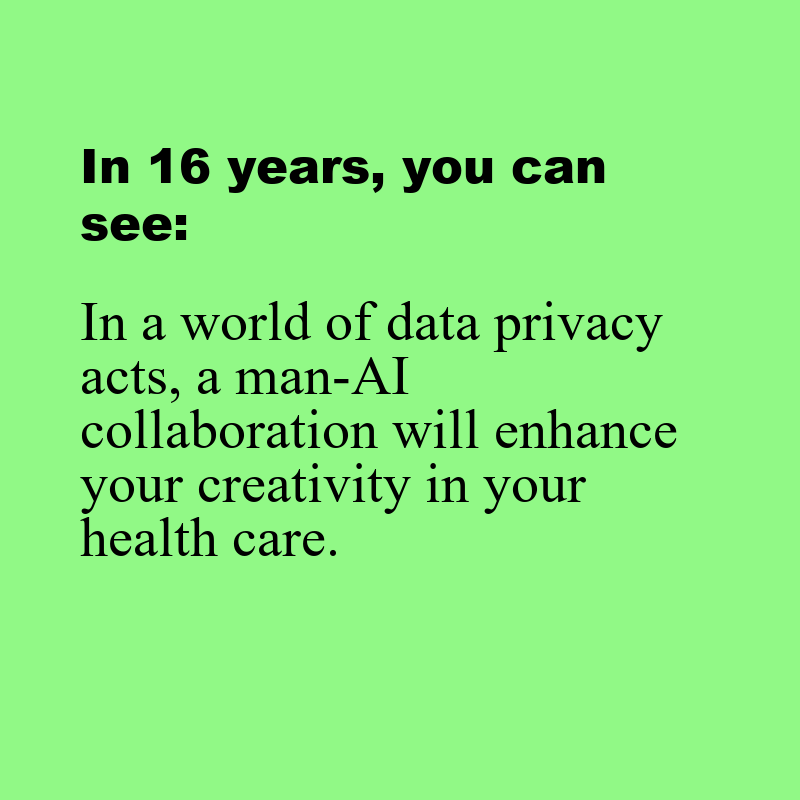 In 16 years, you can
see:
In a world of data privacy
acts, a man-AI
collaboration will enhance
your creativity in your
health care.